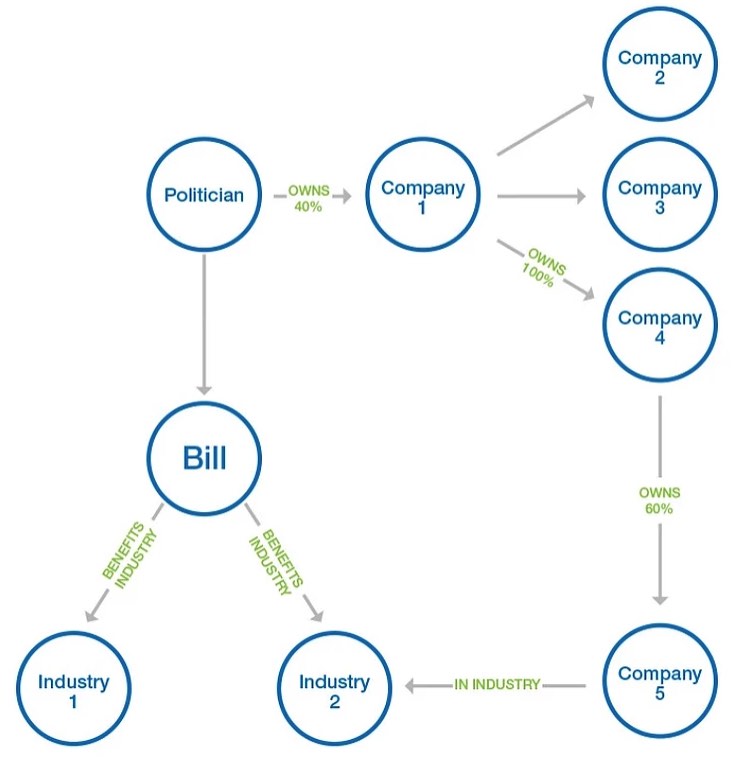 Company
2
Politician
OWNS
40%
Company
1
Company
3
OWNS
100%
Company
4
Bill
OWNS
60%
BENEFITS
INDUSTRY
BENEFITS
INDUSTRY
Industry
1
Industry
2
IN INDUSTRY
Company
5